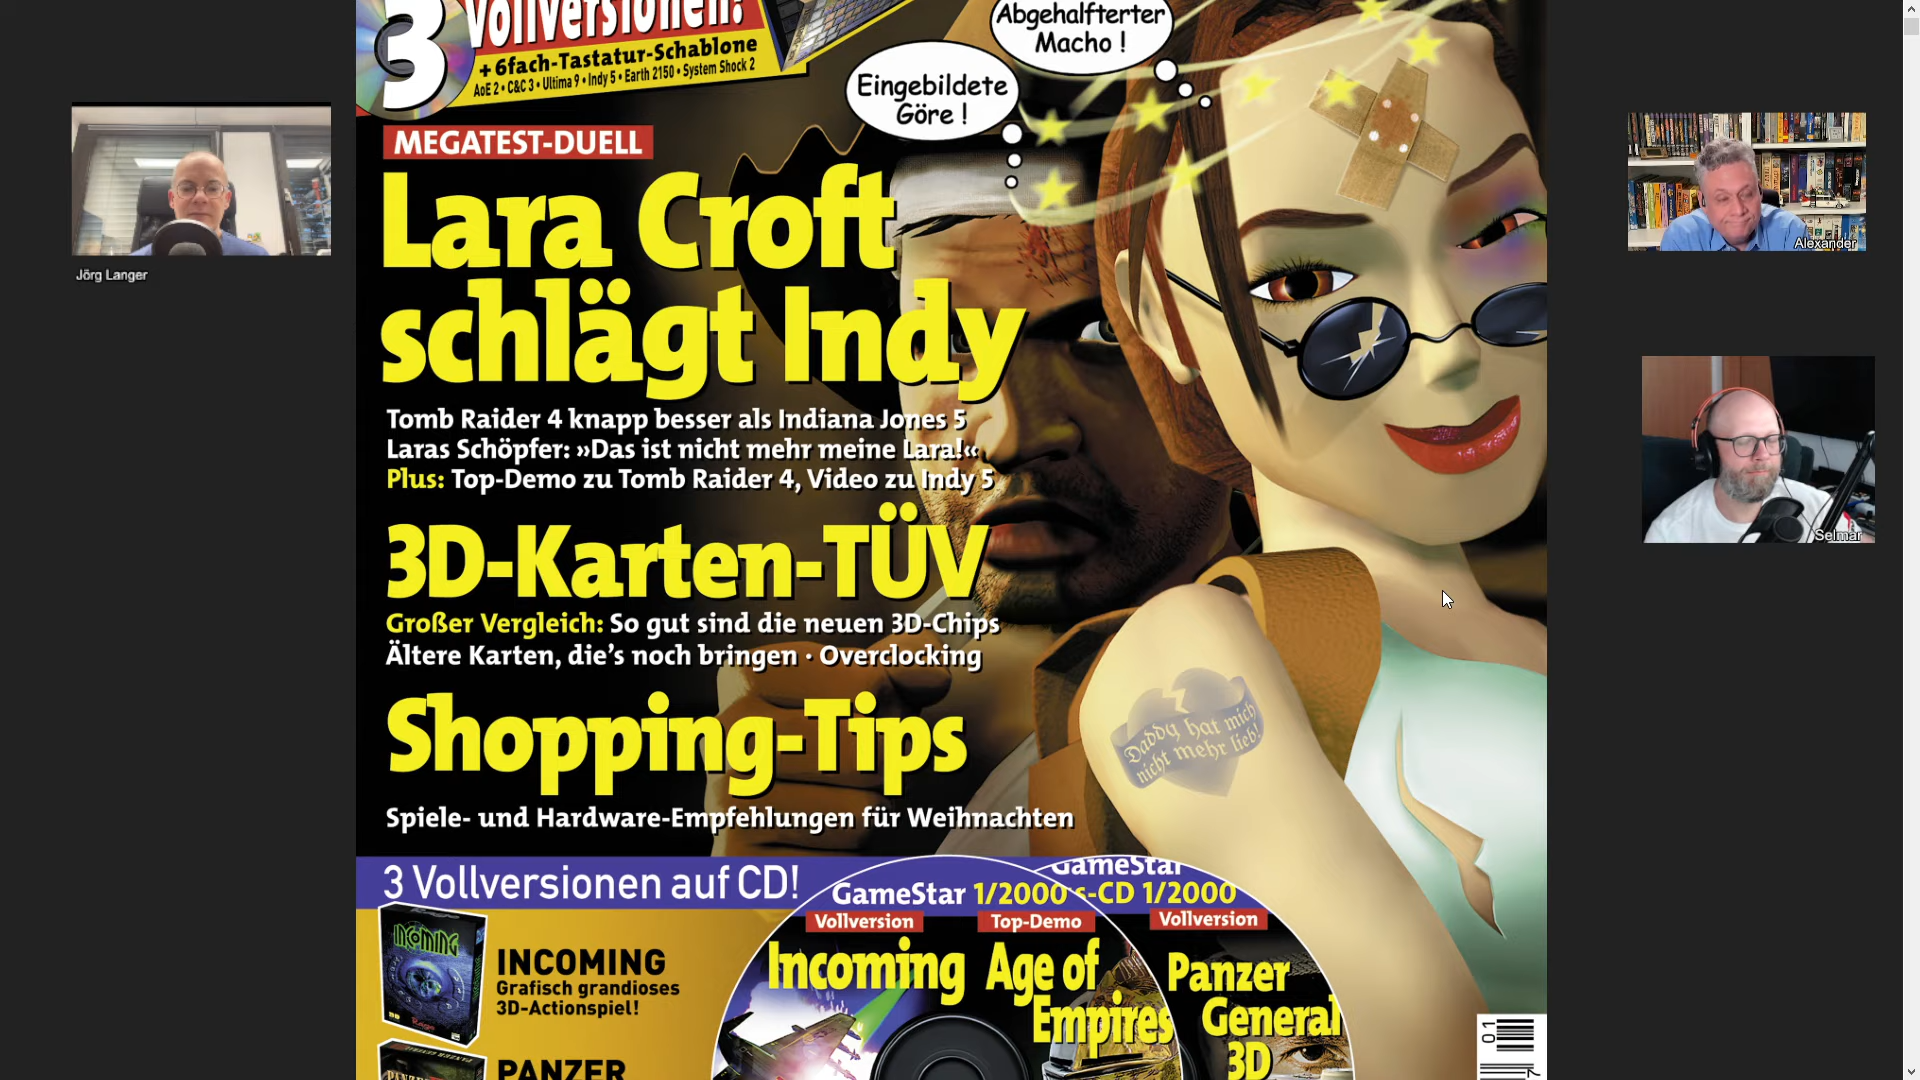 3
Vollversionen!
+ 6fach-Tastatur-Schablone
AoE 2 • C&C 3 • Ultima 9 • Indy 5 • Earth 2150 • System Shock 2
Abgehalfterter
Macho !
Eingebildete
Göre !
MEGATEST-DUELL
Lara Croft
schlägt Indy
Tomb Raider 4 knapp besser als Indiana Jones 5
Laras Schöpfer: »Das ist nicht mehr meine Lara!«
Plus: Top-Demo zu Tomb Raider 4, Video zu Indy 5
3D-Karten-TÜV
Großer Vergleich: So gut sind die neuen 3D-Chips
Ältere Karten, die's noch bringen · Overclocking
Shopping-Tips
Spiele- und Hardware-Empfehlungen für Weihnachten
Daddy hat mich
nicht mehr lieb!
3 Vollversionen auf CD!
GameStar 1/2000
GameStar
s-CD 1/2000
Vollversion
Top-Demo
Vollversion
Incoming
Age of
Empires
Panzer
General
3D
INCOMING
INCOMING
Grafisch grandioses
3D-Actionspiel!
Rage
PANZER
01
7
Jörg Langer
Alexander
Selmar